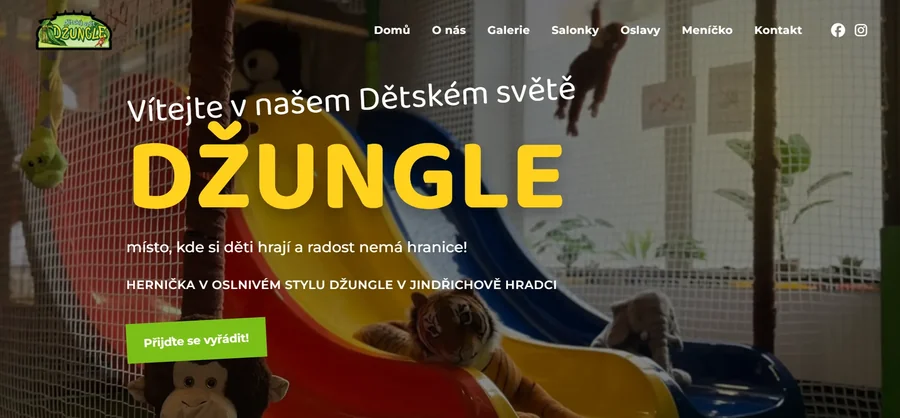 DŽUNGLE
Domů O nás Galerie Salonky Oslavy Meníčko Kontakt
Vítejte v našem Dětském světě
DŽUNGLE
místo, kde si děti hrají a radost nemá hranice!
HERNIČKA V OSLNIVÉM STYLU DŽUNGLE V JINDŘICHOVĚ HRADCI
Přijďte se vyřádit!